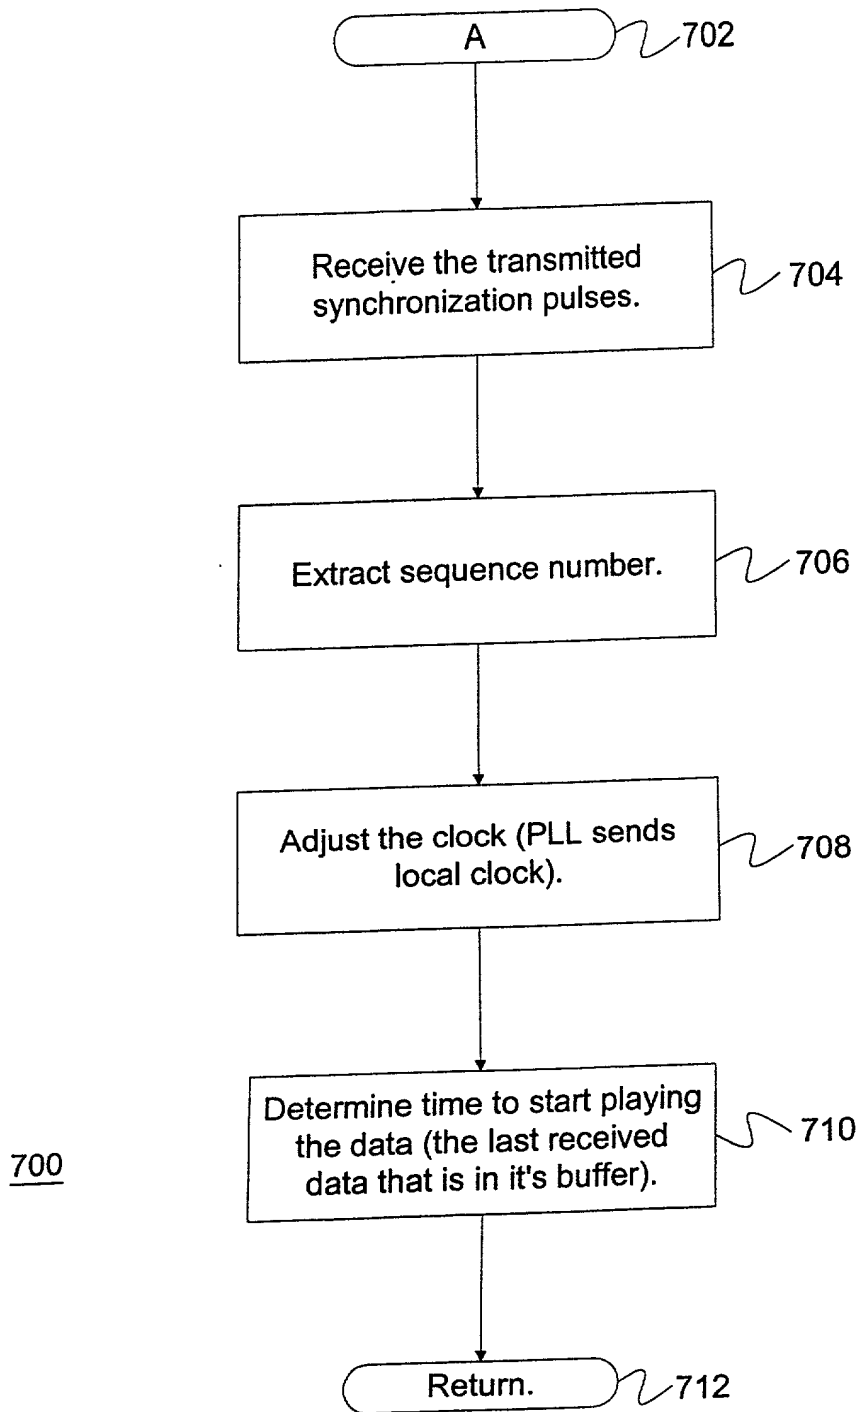 A
702
Receive the transmitted
synchronization pulses.
704
Extract sequence number.
706
Adjust the clock (PLL sends
local clock).
708
Determine time to start playing
the data (the last received
data that is in it's buffer).
710
700
Return.
712